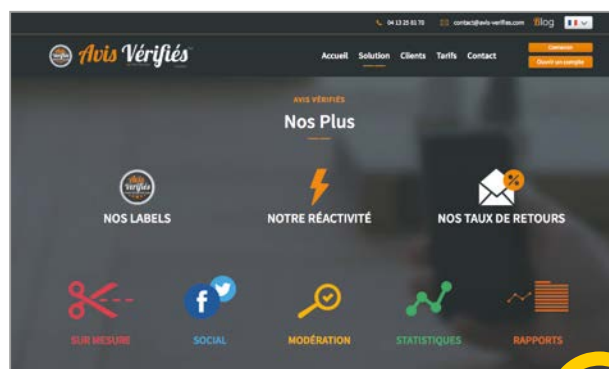 04 13 25 81 70 contact@avis-verifies.com Blog
Avis Vérifiés
Accueil Solution Clients Tarifs Contact
Connexion
Ouvrir un compte
AVIS VÉRIFIÉS
Nos Plus
Avis Vérifiés
NOS LABELS NOTRE RÉACTIVITÉ NOS TAUX DE RETOURS
SUR MESURE SOCIAL MODÉRATION STATISTIQUES RAPPORTS